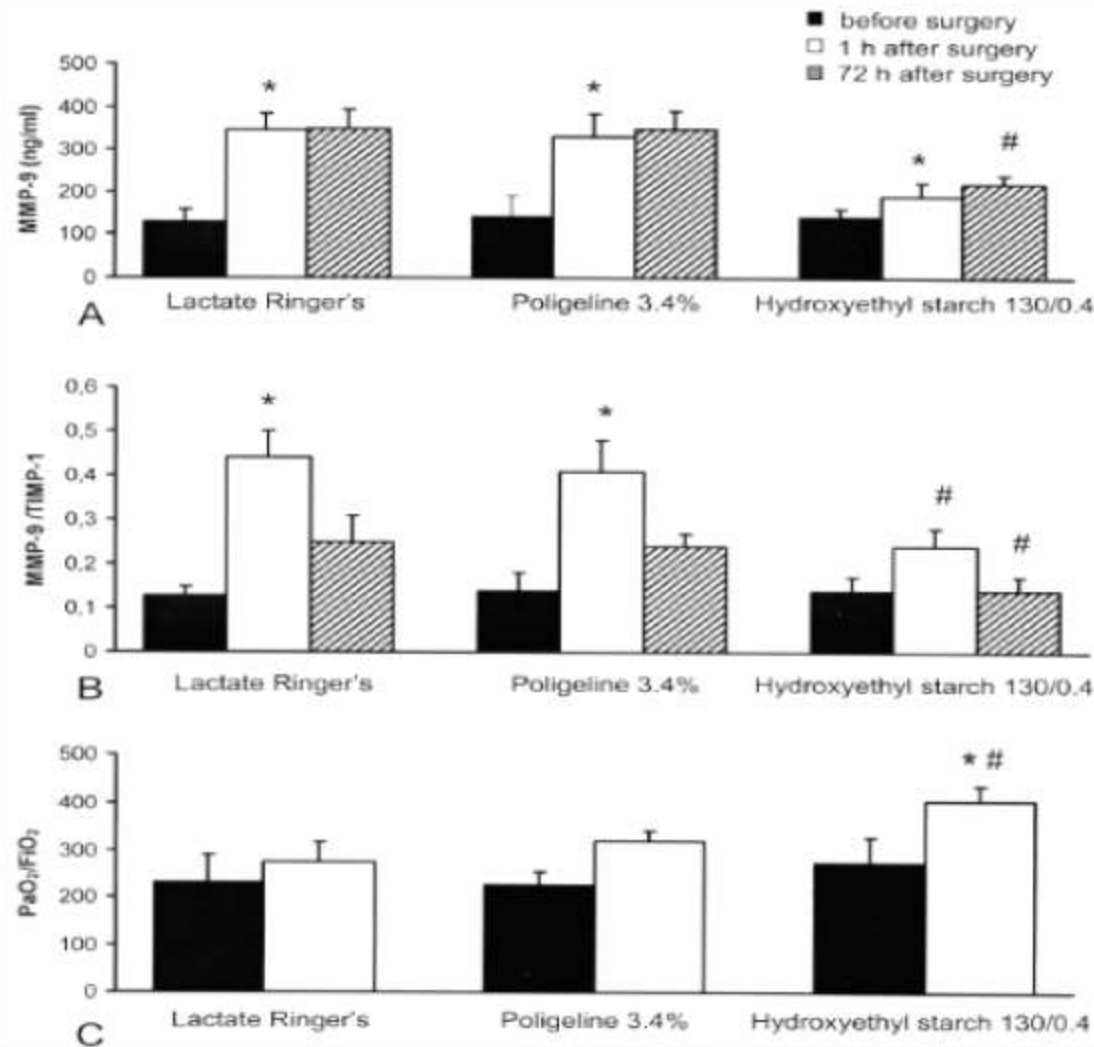 before surgery
1 h after surgery
72 h after surgery
MMP-9 (ng/ml)
500
400
300
200
100
0
*
*
*
#
Lactate Ringer's
Poligeline 3.4%
Hydroxyethyl starch 130/0.4
A
MMP-9 /TIMP-1
0,6
0,5
0,4
0,3
0,2
0,1
0
*
*
#
#
Lactate Ringer's
Poligeline 3.4%
Hydroxyethyl starch 130/0.4
B
PaO₂/FiO₂
500
400
300
200
100
0
* #
Lactate Ringer's
Poligeline 3.4%
Hydroxyethyl starch 130/0.4
C